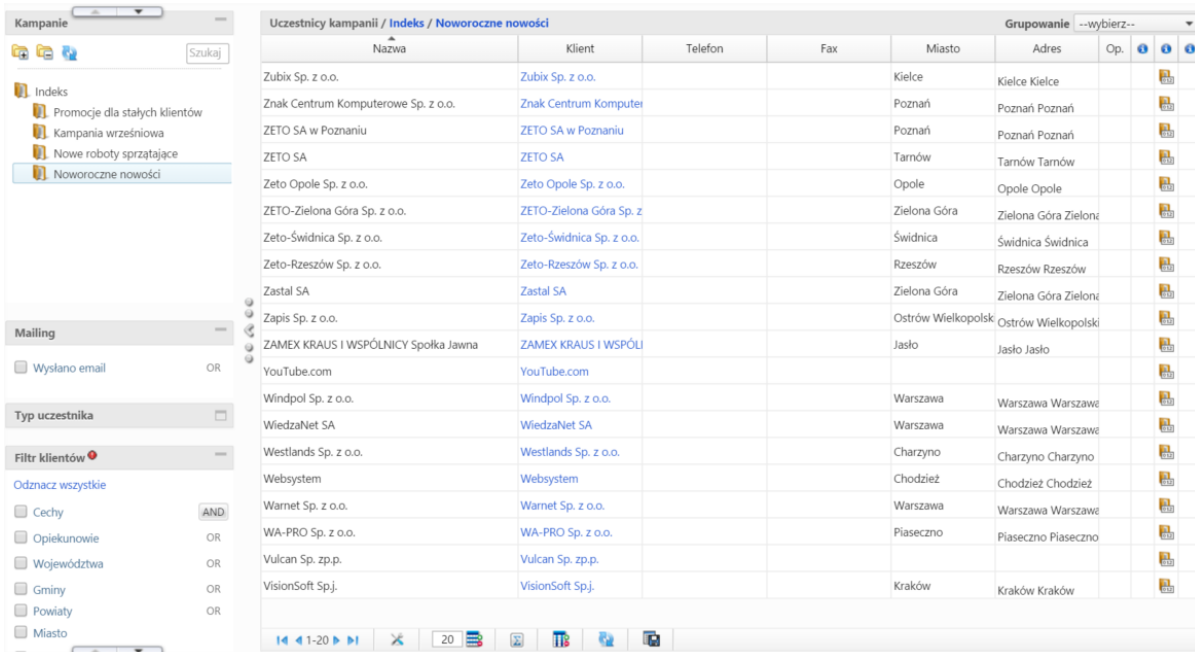 Kampanie
Szukaj
Indeks
Promocje dla stałych klientów
Kampania wrześniowa
Nowe roboty sprzątające
Noworoczne nowości
Mailing
Wysłano email OR
Typ uczestnika
Filtr klientów
Odznacz wszystkie
Cechy AND
Opiekunowie OR
Województwa OR
Gminy OR
Powiaty OR
Miasto
Uczestnicy kampanii / Indeks / Noworoczne nowości Grupowanie --wybierz--
Nazwa Klient Telefon Fax Miasto Adres Op.
Zubix Sp. z o.o. Zubix Sp. z o.o. Kielce Kielce Kielce
Znak Centrum Komputerowe Sp. z o.o. Znak Centrum Komputer Poznań Poznań Poznań
ZETO SA w Poznaniu ZETO SA w Poznaniu Poznań Poznań Poznań
ZETO SA ZETO SA Tarnów Tarnów Tarnów
Zeto Opole Sp. z o.o. Zeto Opole Sp. z o.o. Opole Opole Opole
ZETO-Zielona Góra Sp. z o.o. ZETO-Zielona Góra Sp. z Zielona Góra Zielona Góra Zielona
Zeto-Świdnica Sp. z o.o. Zeto-Świdnica Sp. z o.o. Świdnica Świdnica Świdnica
Zeto-Rzeszów Sp. z o.o. Zeto-Rzeszów Sp. z o.o. Rzeszów Rzeszów Rzeszów
Zastal SA Zastal SA Zielona Góra Zielona Góra Zielona
Zapis Sp. z o.o. Zapis Sp. z o.o. Ostrów Wielkopolsk Ostrów Wielkopolski
ZAMEX KRAUS I WSPÓLNICY Społka Jawna ZAMEX KRAUS I WSPÓLI Jasło Jasło Jasło
YouTube.com YouTube.com
Windpol Sp. z o.o. Windpol Sp. z o.o. Warszawa Warszawa Warszawa
WiedzaNet SA WiedzaNet SA Warszawa Warszawa Warszawa
Westlands Sp. z o.o. Westlands Sp. z o.o. Charzyno Charzyno Charzyno
Websystem Websystem Chodzież Chodzież Chodzież
Warnet Sp. z o.o. Warnet Sp. z o.o. Warszawa Warszawa Warszawa
WA-PRO Sp. z o.o. WA-PRO Sp. z o.o. Piaseczno Piaseczno Piaseczno
Vulcan Sp. zp.p. Vulcan Sp. zp.p.
VisionSoft Sp.j. VisionSoft Sp.j. Kraków Kraków Kraków
1-20 20